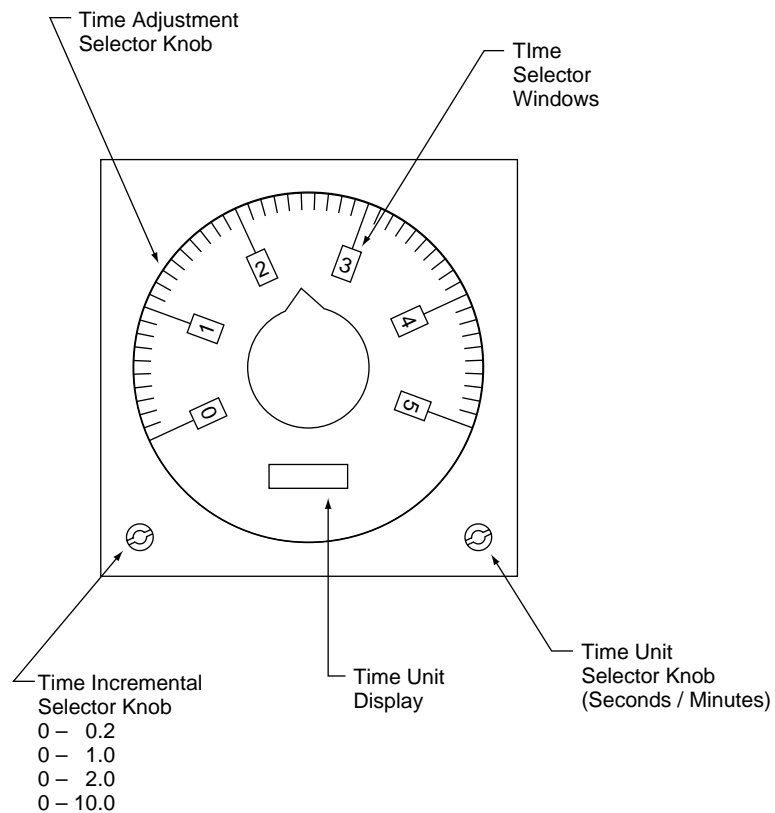 Time Adjustment
Selector Knob
TIme
Selector
Windows
0
1
2
3
4
5
Time Incremental
Selector Knob
0 – 0.2
0 – 1.0
0 – 2.0
0 – 10.0
Time Unit
Display
Time Unit
Selector Knob
(Seconds / Minutes)